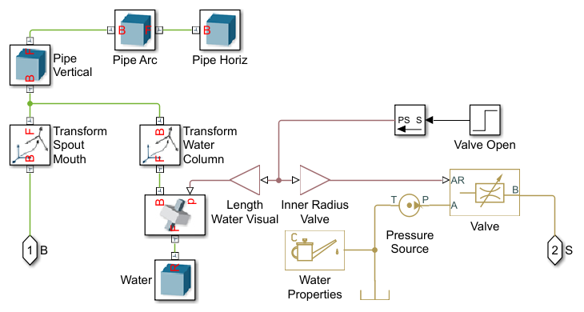 F
B
Pipe
Vertical
B
F
Pipe Arc
B
Pipe Horiz
F
B
Transform
Spout
Mouth
B
F
Transform
Water
Column
PS S
Valve Open
B
F
p
Length
Water Visual
Inner Radius
Valve
AR
A
B
Valve
T
P
Pressure
Source
C
Water
Properties
F
Water
1
B
2
S